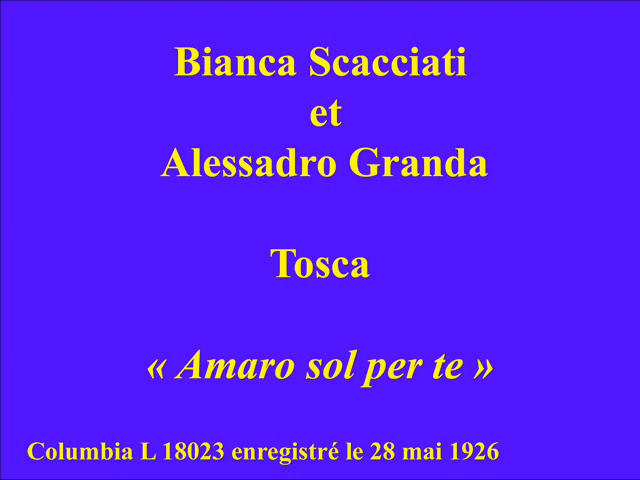 Bianca Scacciati
et
Alessadro Granda
Tosca
« Amaro sol per te »
Columbia L 18023 enregistré le 28 mai 1926